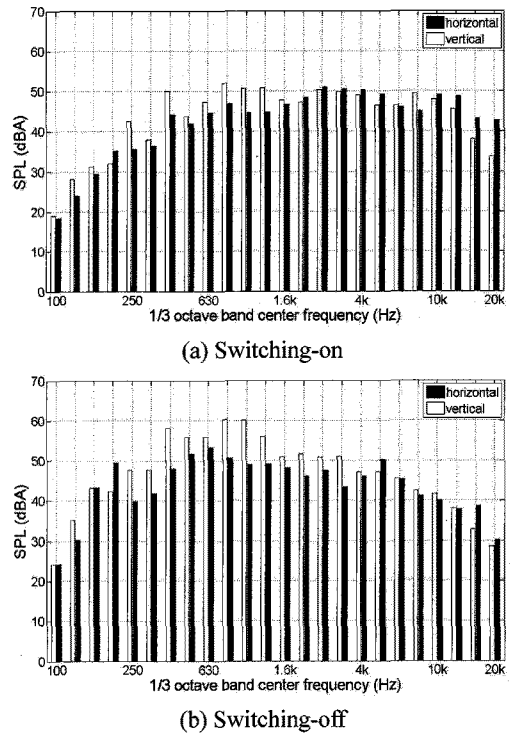 70
60
50
40
30
20
10
0
SPL (dBA)
horizontal
vertical
100 250 630 1.6k 4k 10k 20k
1/3 octave band center frequency (Hz)
(a) Switching-on
70
60
50
40
30
20
10
0
SPL (dBA)
horizontal
vertical
100 250 630 1.6k 4k 10k 20k
1/3 octave band center frequency (Hz)
(b) Switching-off